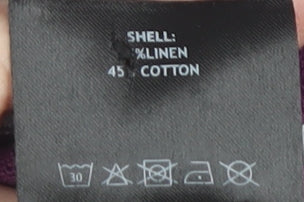 SHELL:
%LINEN
45 COTTON
30